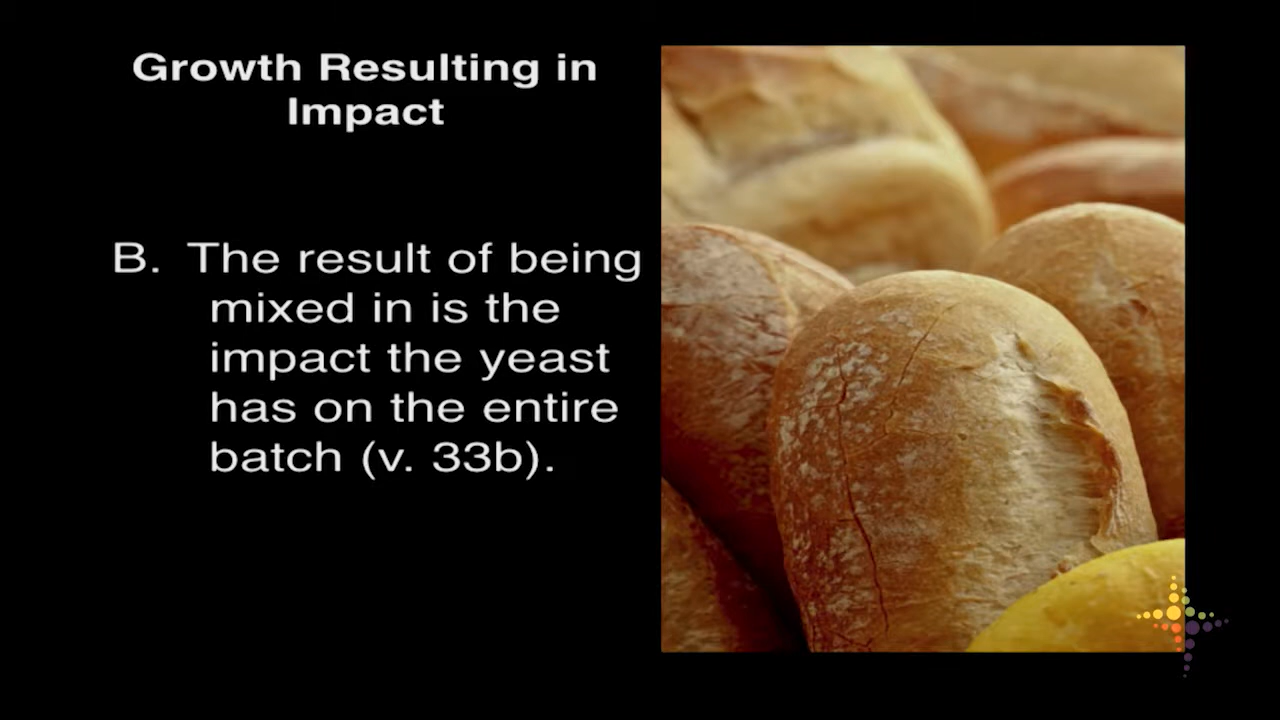 Growth Resulting in
Impact
B. The result of being
mixed in is the
impact the yeast
has on the entire
batch (v. 33b).